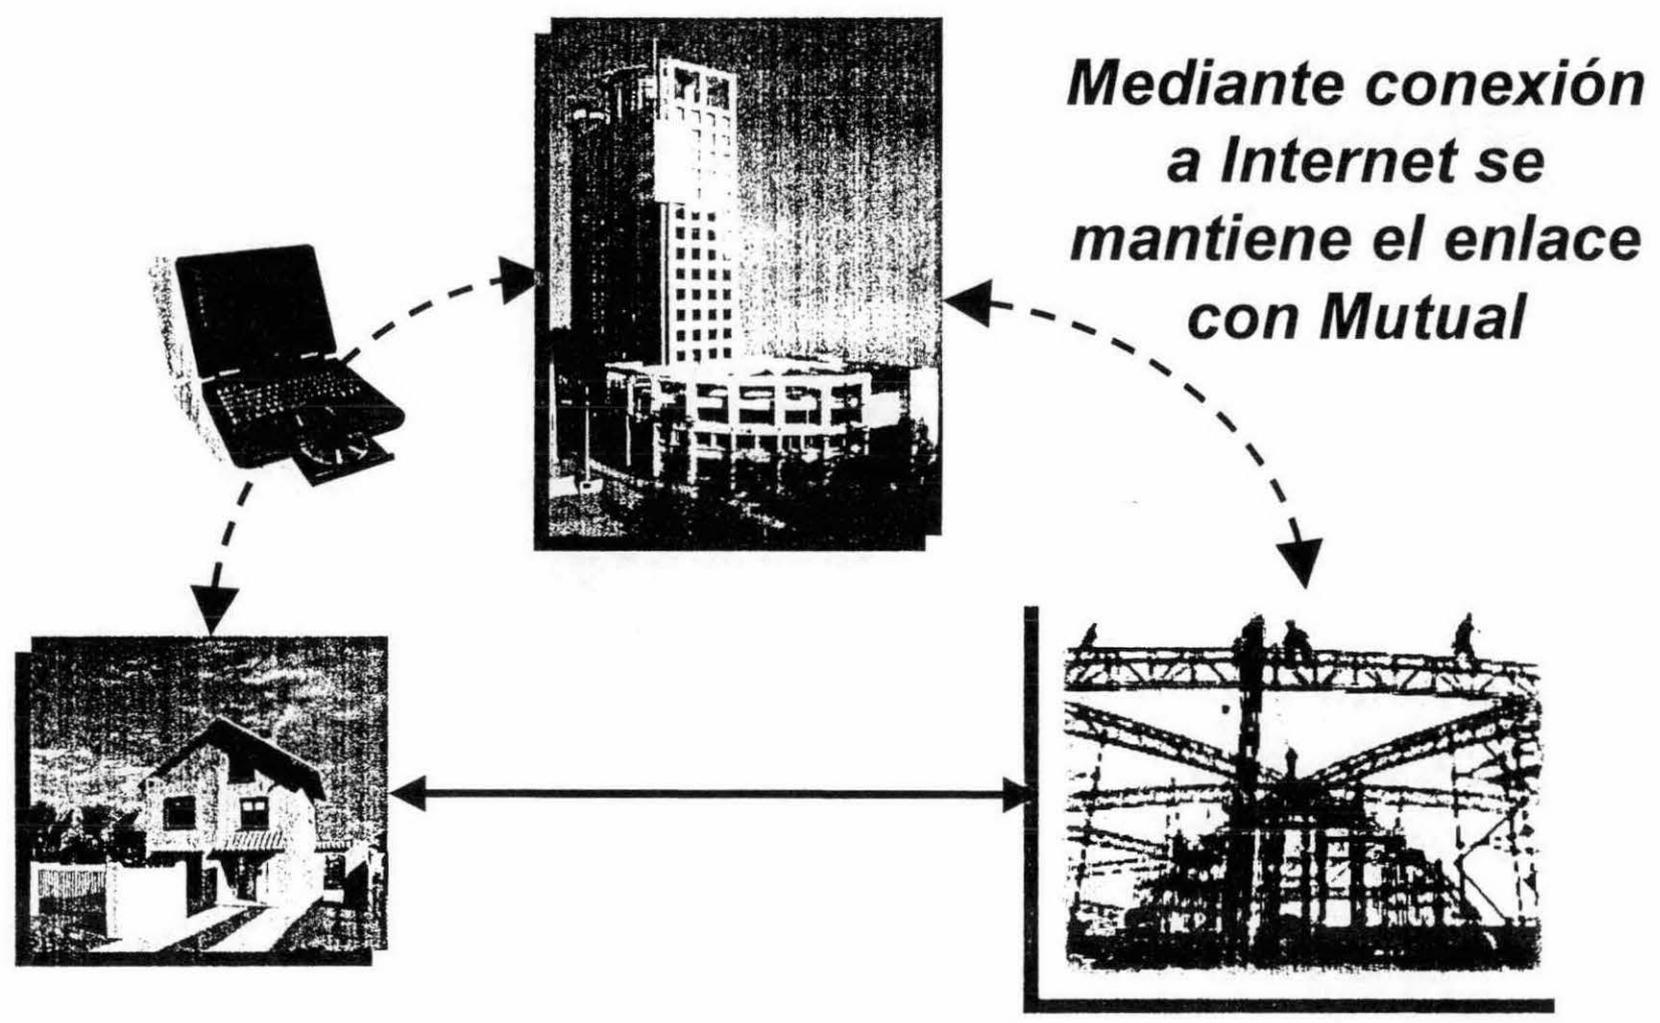 Mediante conexión
a Internet se
mantiene el enlace
con Mutual